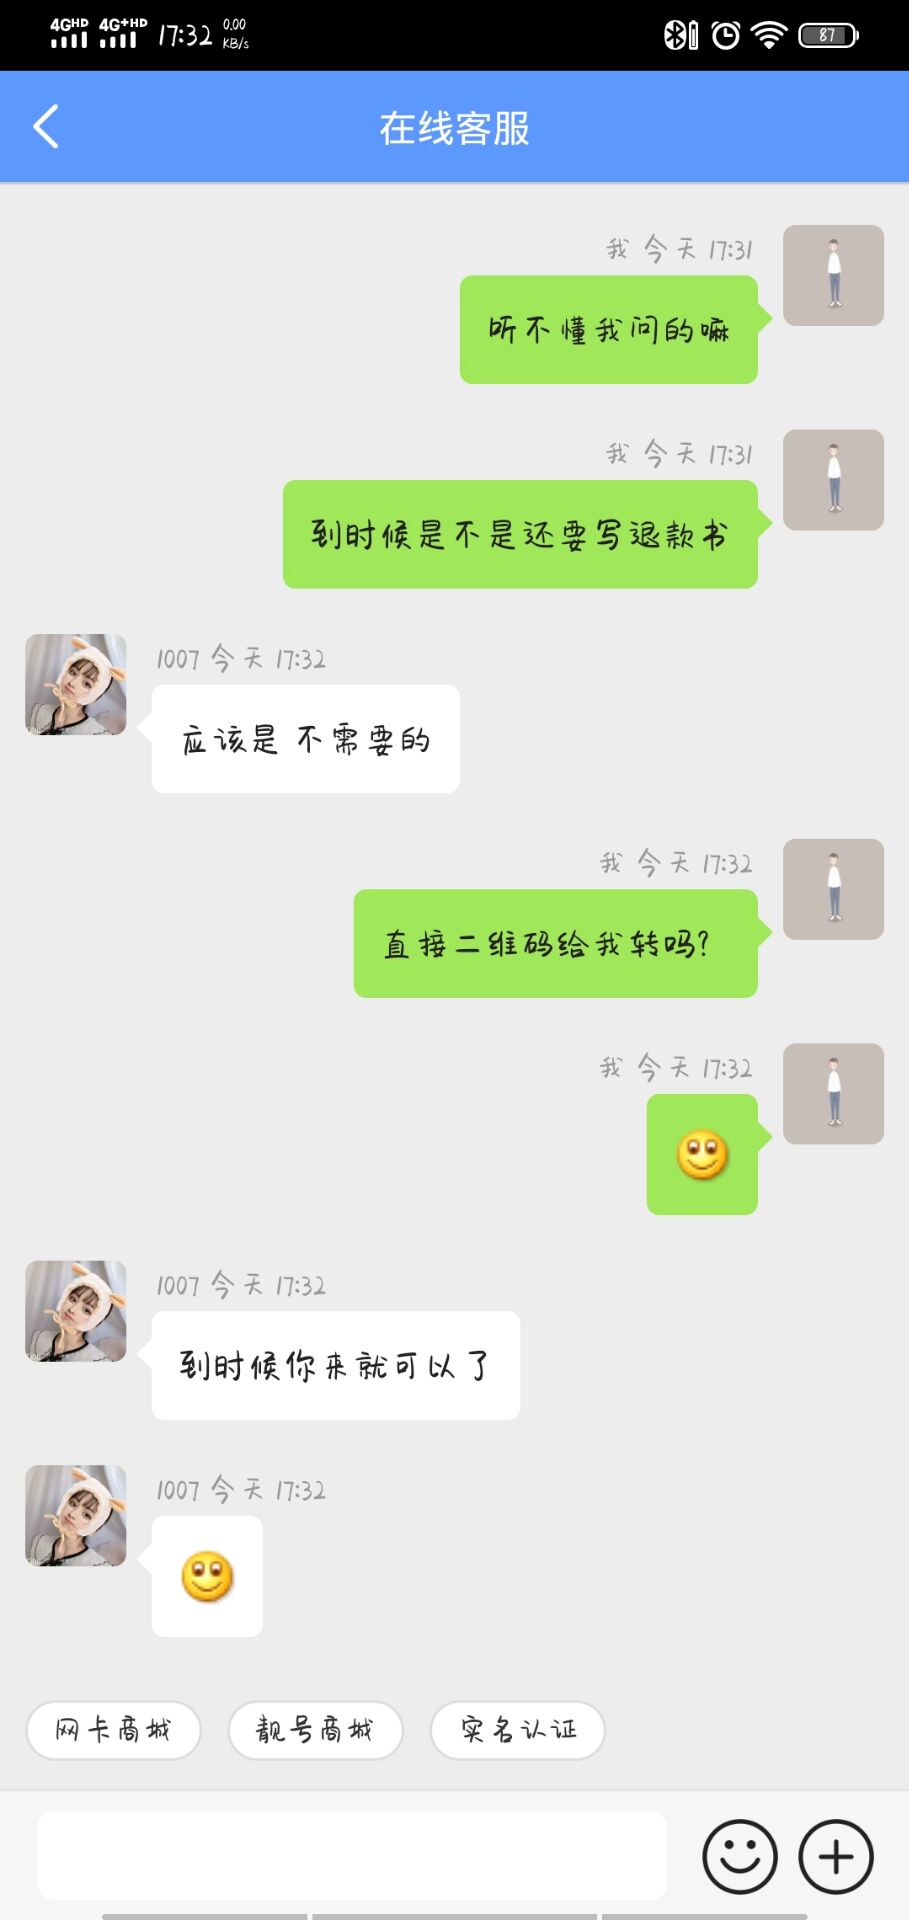 4GHD 4G+HD 17:32 0.00 KB/s 87
在线客服
我 今天 17:31
听不懂我问的嘛
我 今天 17:31
到时候是不是还要写退款书
1007 今天 17:32
应该是 不需要的
我 今天 17:32
直接二维码给我转吗?
我 今天 17:32
1007 今天 17:32
到时候你来就可以了
1007 今天 17:32
网卡商城 靓号商城 实名认证